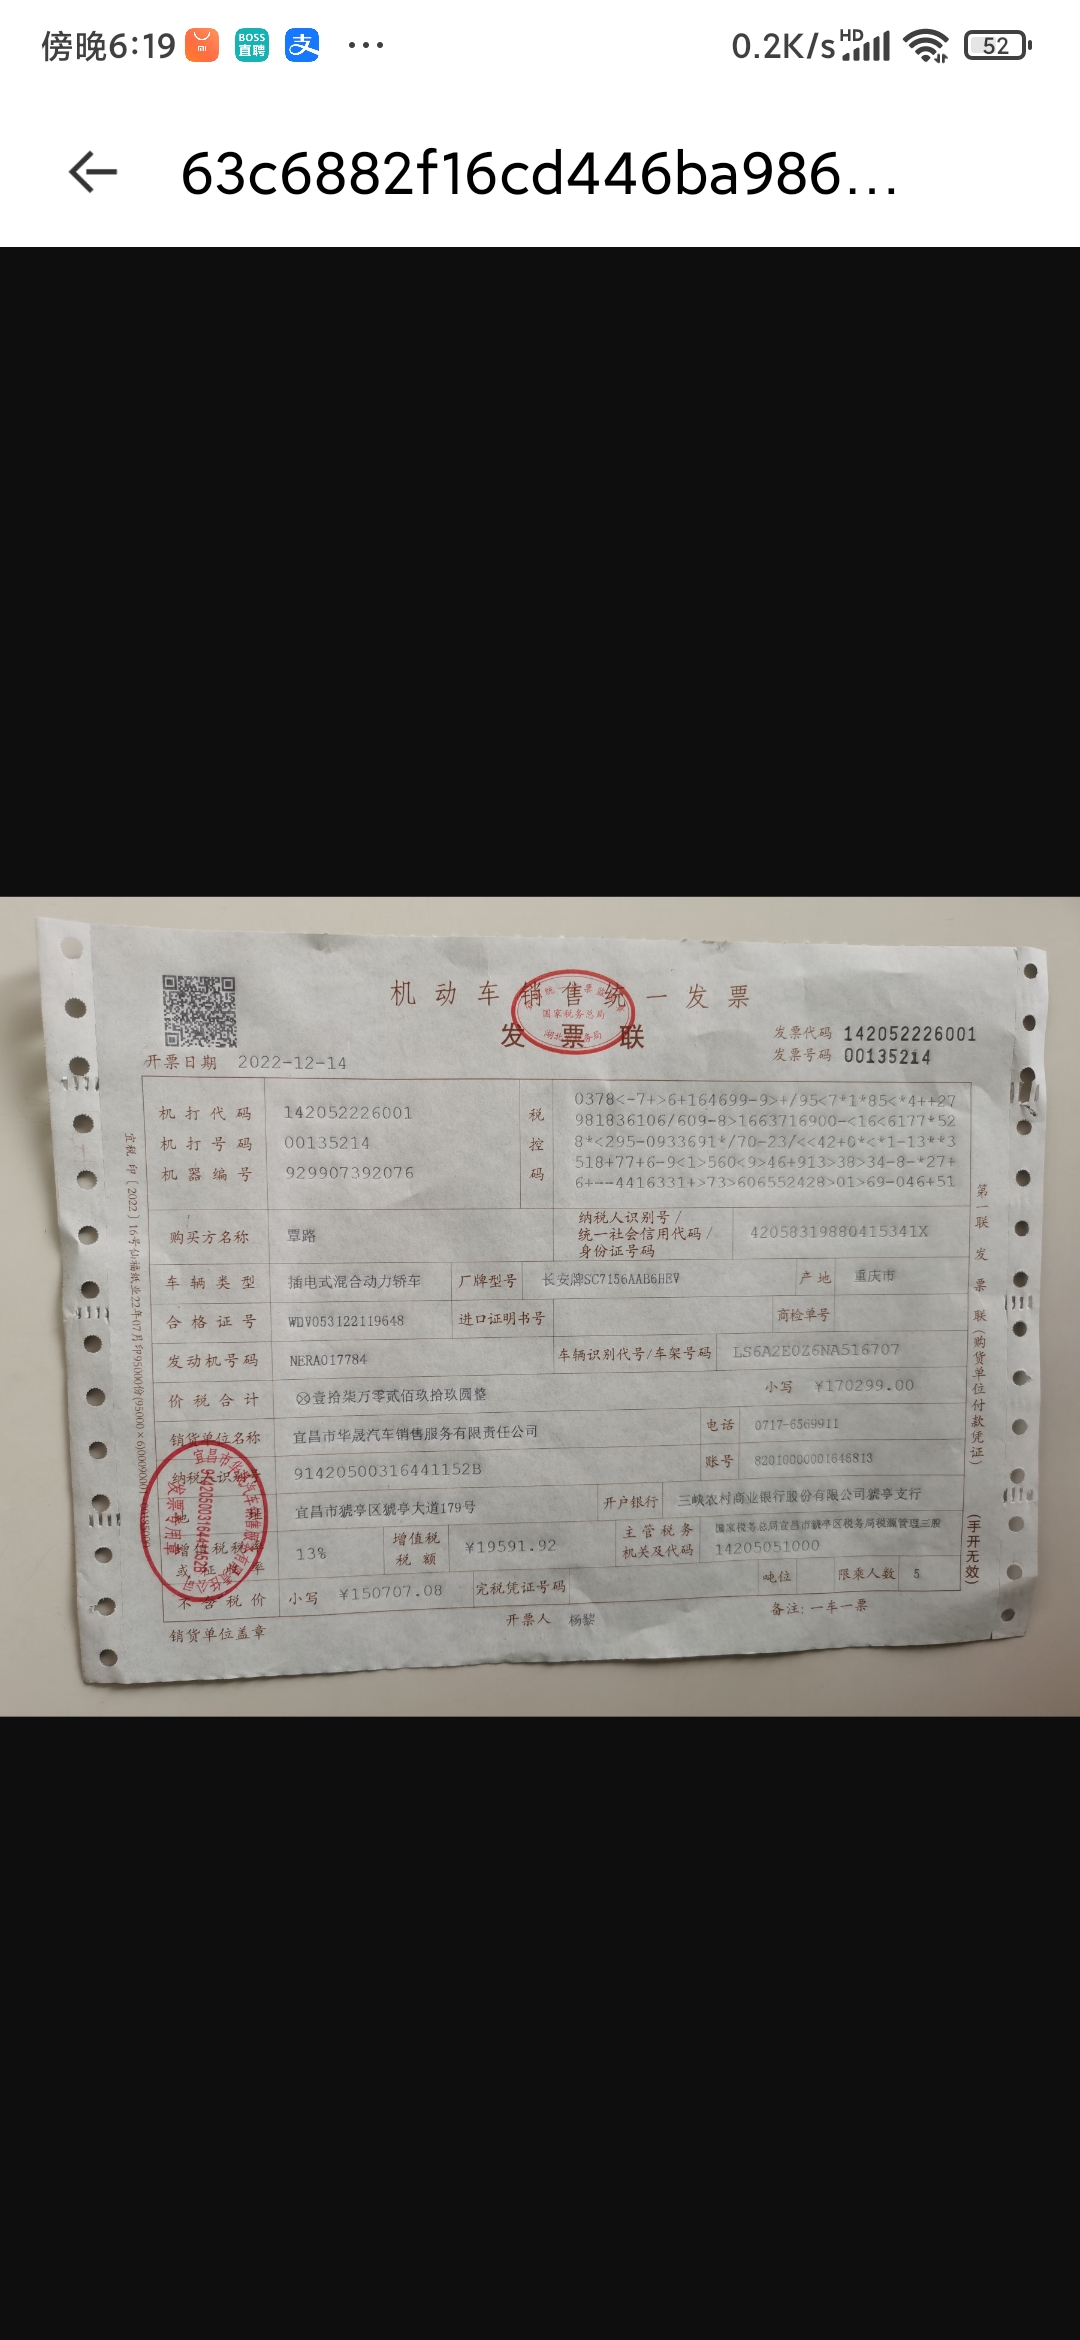 傍晚6:19
BOSS
直聘
支
...
0.2K/s
HD
52
63c6882f16cd446ba986...
机动车销售统一发票
发票联
国家税务总局
发票代码 142052226001
发票号码 00135214
开票日期 2022-12-14
机打代码 142052226001
机打号码 00135214
机器编号 929907392076
税控码
0378<-7+>6+164699-9>+/95<7*1*85<*4++27
981836106/609-8>1663716900-<16<6177*52
8*<295-0933691*/70-23/<<42+0*<*1-13**3
518+77+6-9<1>560<9>46+913>38>34-8-*27+
6+--4416331+>73>606552428>01>69-046+51
购买方名称 覃路
纳税人识别号/
统一社会信用代码/
身份证号码
42058319880415341X
车辆类型 插电式混合动力轿车 厂牌型号 长安牌SC7156AAB6HEV 产地 重庆市
合格证号 WDV053122119648 进口证明书号 商检单号
发动机号码 NERA017784 车辆识别代号/车架号码 LS6A2E0Z6NA516707
价税合计 ⊗壹拾柒万零贰佰玖拾玖圆整 小写 ¥170299.00
销货单位名称 宜昌市华晟汽车销售服务有限责任公司 电话 0717-6569911
纳税人识别号 91420500316441152B 账号 82010000001646813
地址 宜昌市猇亭区猇亭大道179号 开户银行 三峡农村商业银行股份有限公司猇亭支行
增值税税率
或征收率
13% 增值税
税额
¥19591.92 主管税务
机关及代码
国家税务总局宜昌市猇亭区税务局税源管理三股
14205051000
不含税价 小写 ¥150707.08 完税凭证号码 吨位 限乘人数 5
销货单位盖章 开票人 杨黎 备注:一车一票
第一联 发票联(购货单位付款凭证)
(手开无效)
发票专用章